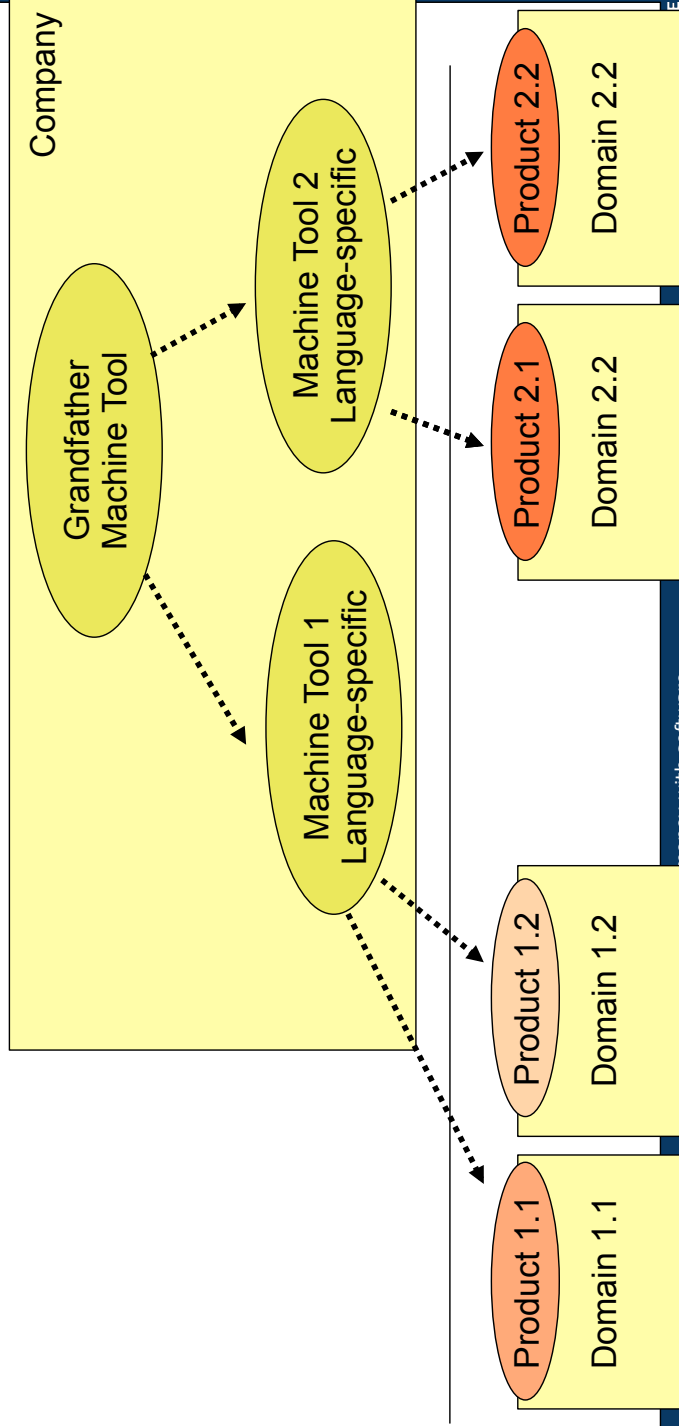 Company
Grandfather
Machine Tool
Machine Tool 1
Language-specific
Machine Tool 2
Language-specific
Product 1.1
Domain 1.1
Product 1.2
Domain 1.2
Product 2.1
Domain 2.2
Product 2.2
Domain 2.2
with software